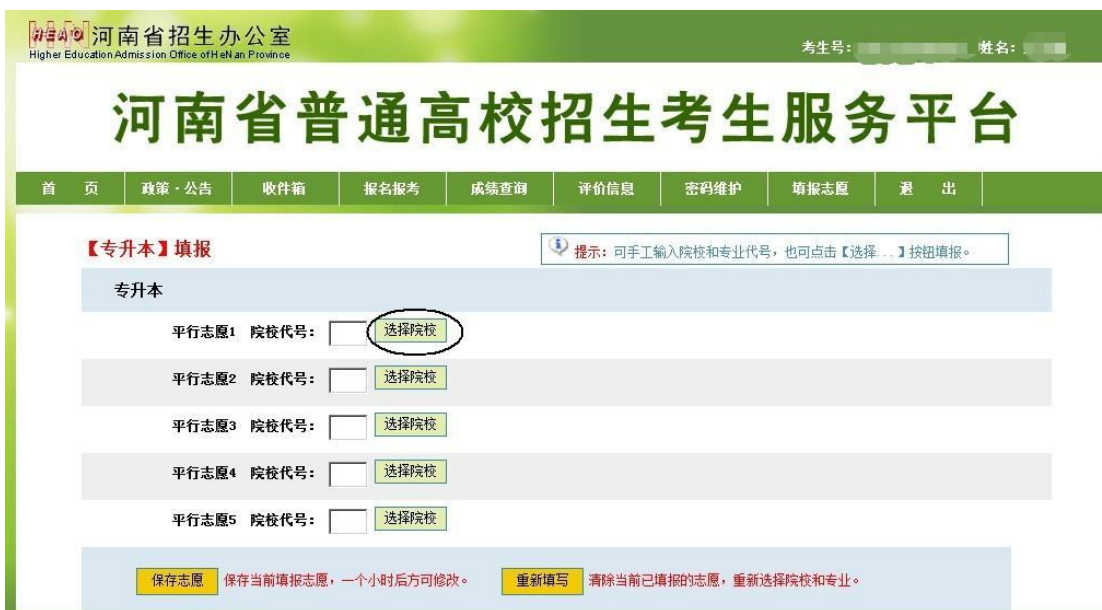 HEAO 河南省招生办公室
Higher Education Admission Office of HeNan Province
考生号: 姓名:
河南省普通高校招生考生服务平台
首 页 政策·公告 收件箱 报名报考 成绩查询 评价信息 密码维护 填报志愿 退 出
【专升本】填报
提示:可手工输入院校和专业代号,也可点击【选择...】按钮填报。
专升本
平行志愿1 院校代号: 选择院校
平行志愿2 院校代号: 选择院校
平行志愿3 院校代号: 选择院校
平行志愿4 院校代号: 选择院校
平行志愿5 院校代号: 选择院校
保存志愿 保存当前填报志愿,一个小时后方可修改。 重新填写 清除当前已填报的志愿,重新选择院校和专业。